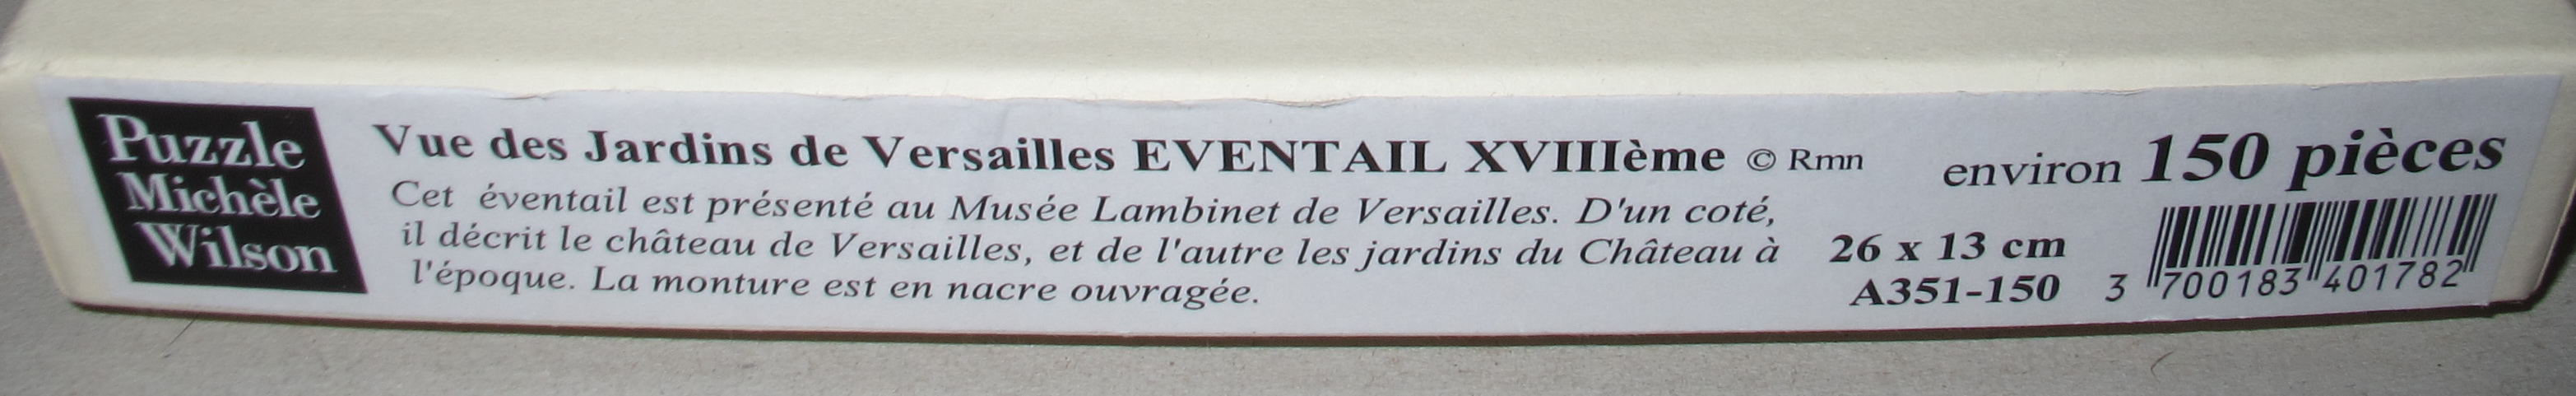 Puzzle
Michèle
Wilson
Vue des Jardins de Versailles EVENTAIL XVIIIème © Rmn
Cet éventail est présenté au Musée Lambinet de Versailles. D'un coté,
il décrit le château de Versailles, et de l'autre les jardins du Château à
l'époque. La monture est en nacre ouvragée.
environ 150 pièces
26 x 13 cm
A351-150
3 700183 401782